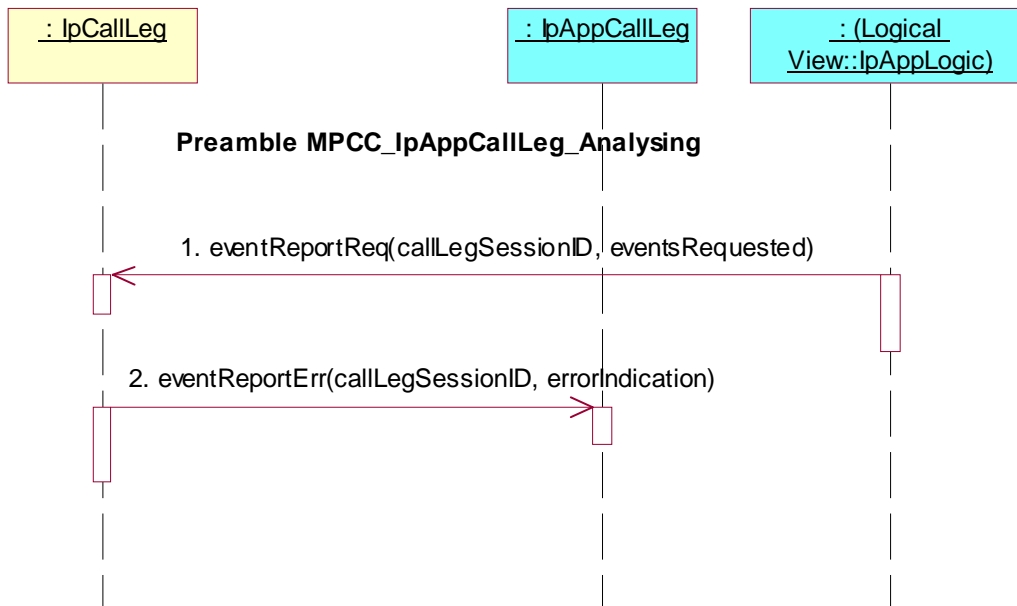 : IpCallLeg
: IpAppCallLeg
: (Logical
View::IpAppLogic)
Preamble MPCC_IpAppCallLeg_Analysing
1. eventReportReq(callLegSessionID, eventsRequested)
2. eventReportErr(callLegSessionID, errorIndication)